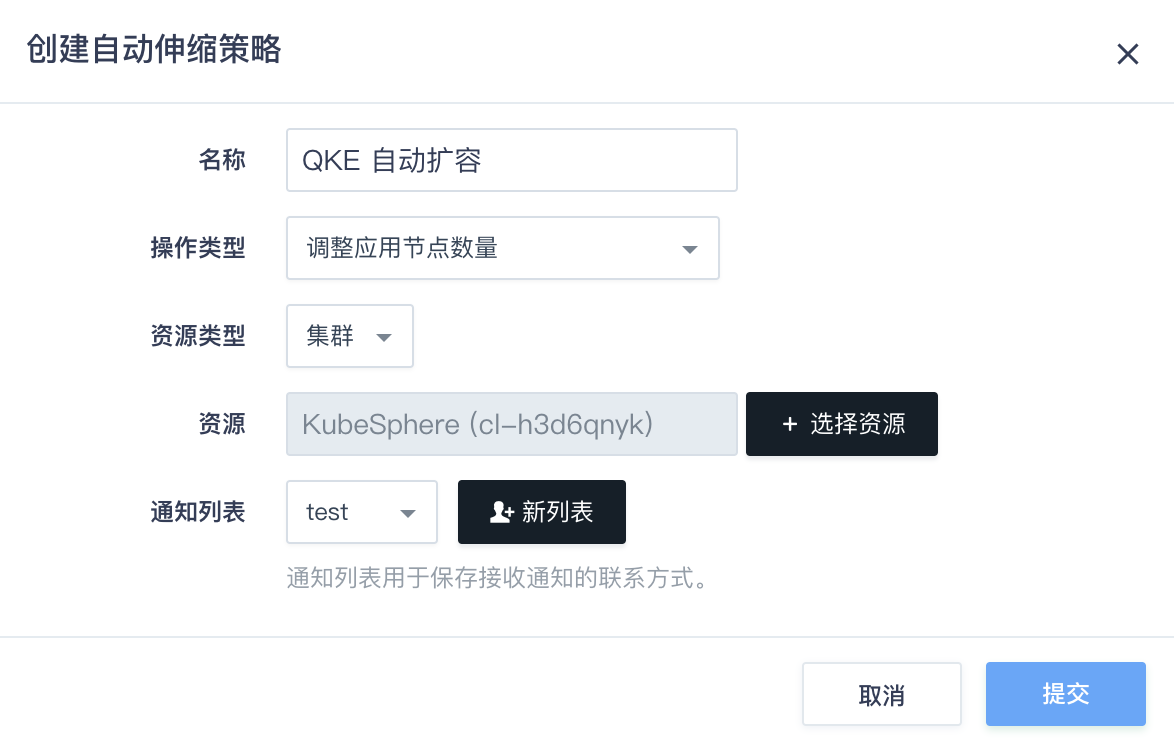 创建自动伸缩策略
名称
QKE 自动扩容
操作类型
调整应用节点数量
资源类型
集群
资源
KubeSphere (cl-h3d6qnyk)
+ 选择资源
通知列表
test
新列表
通知列表用于保存接收通知的联系方式。
取消
提交